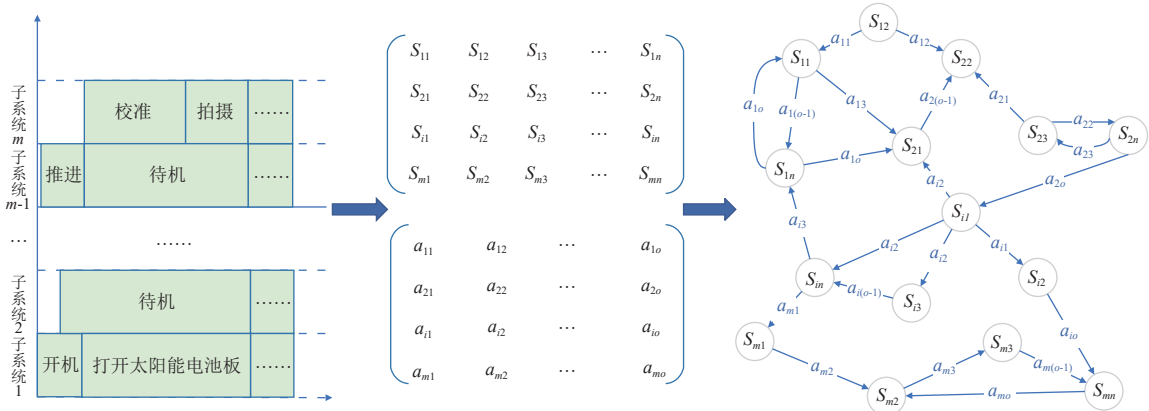 子系统m
校准 拍摄 ……
子系统m-1
推进 待机 ……
… ……
子系统2
待机 ……
子系统1
开机 打开太阳能电池板 ……
S11 S12 S13 … S1n
S21 S22 S23 … S2n
Si1 Si2 Si3 … Sin
Sm1 Sm2 Sm3 … Smn
a11 a12 … a1o
a21 a22 … a2o
ai1 ai2 … aio
am1 am2 … amo
S12
a11 a12
S11 S22
a1o a1(o-1) a13 a2(o-1) a21
a22
S23 S2n
a23
S21
a1o
S1n
ai2 a2o
Si1
ai3 ai2 ai2 ai1
Sin Si2
ai(o-1)
Si3
am1
aio
Sm1 Sm3
am2 am3 am(o-1)
Sm2 amo Smn